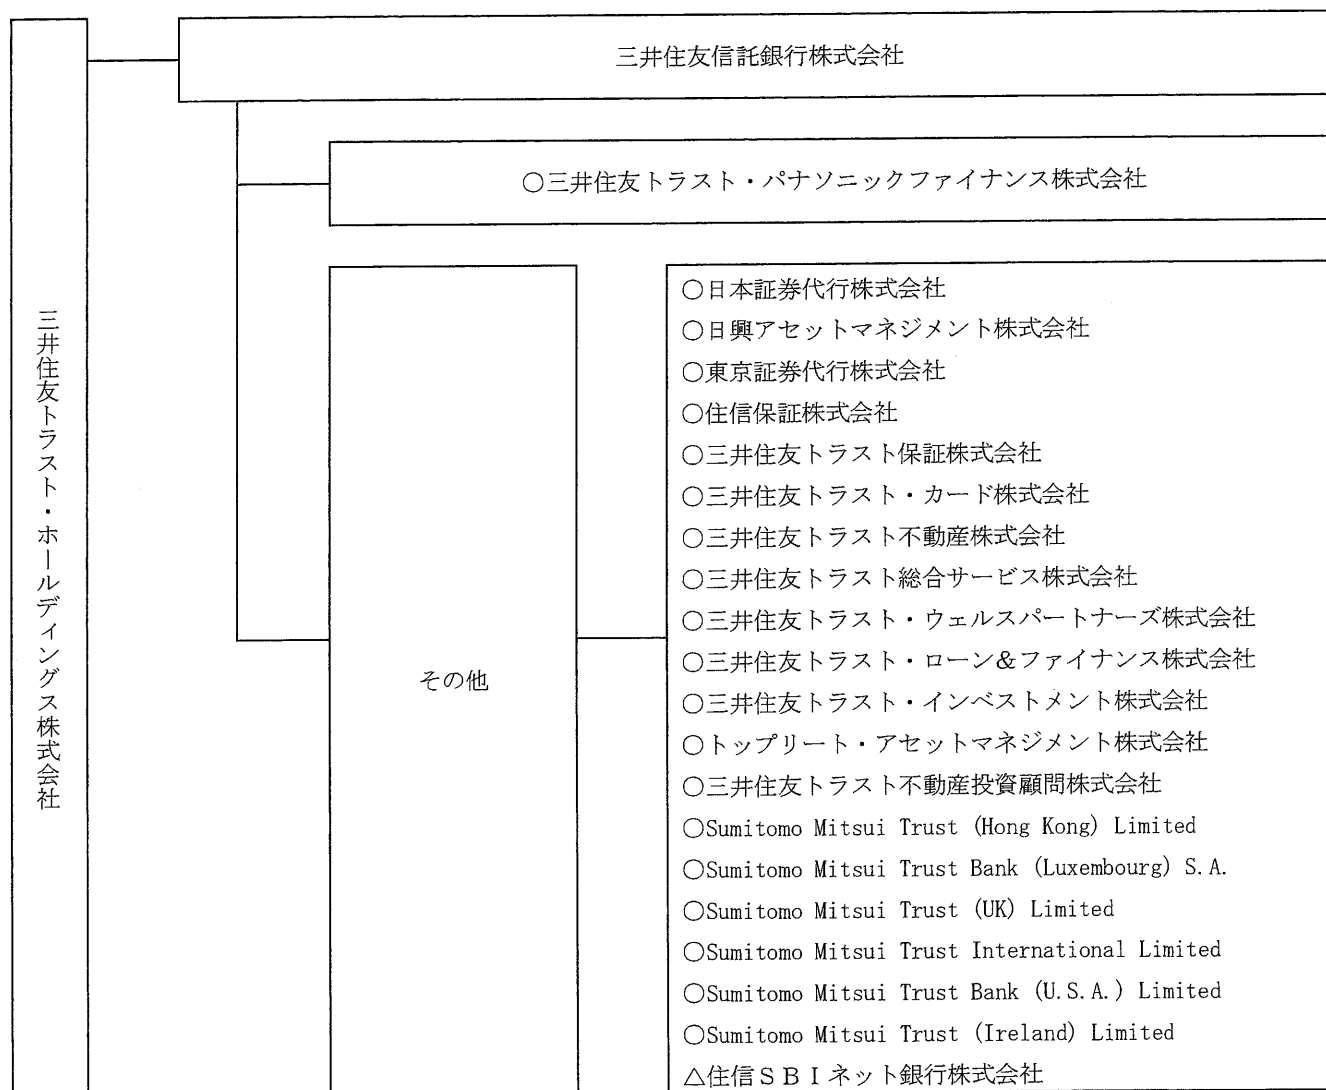 三井住友トラスト・ホールディングス株式会社
三井住友信託銀行株式会社
○三井住友トラスト・パナソニックファイナンス株式会社
その他
○日本証券代行株式会社
○日興アセットマネジメント株式会社
○東京証券代行株式会社
○住信保証株式会社
○三井住友トラスト保証株式会社
○三井住友トラスト・カード株式会社
○三井住友トラスト不動産株式会社
○三井住友トラスト総合サービス株式会社
○三井住友トラスト・ウェルスパートナーズ株式会社
○三井住友トラスト・ローン&ファイナンス株式会社
○三井住友トラスト・インベストメント株式会社
○トップリート・アセットマネジメント株式会社
○三井住友トラスト不動産投資顧問株式会社
○Sumitomo Mitsui Trust (Hong Kong) Limited
○Sumitomo Mitsui Trust Bank (Luxembourg) S.A.
○Sumitomo Mitsui Trust (UK) Limited
○Sumitomo Mitsui Trust International Limited
○Sumitomo Mitsui Trust Bank (U.S.A.) Limited
○Sumitomo Mitsui Trust (Ireland) Limited
△住信SBIネット銀行株式会社